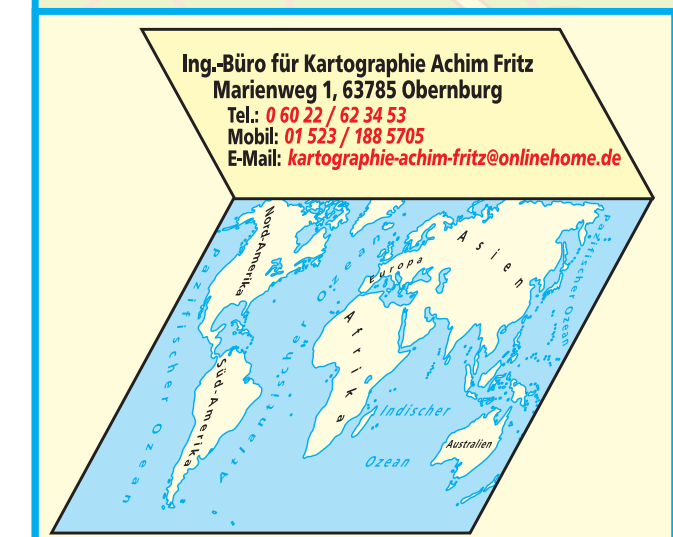 Ing.-Büro für Kartographie Achim Fritz
Marienweg 1, 63785 Obernburg
Tel.: 0 60 22 / 62 34 53
Mobil: 01 523 / 188 5705
E-Mail: kartographie-achim-fritz@onlinehome.de
Nord-Amerika
Süd-Amerika
Pazifischer Ozean
Atlantischer Ozean
Europa
Asien
Afrika
Indischer
Ozean
Australien
Pazifischer Ozean